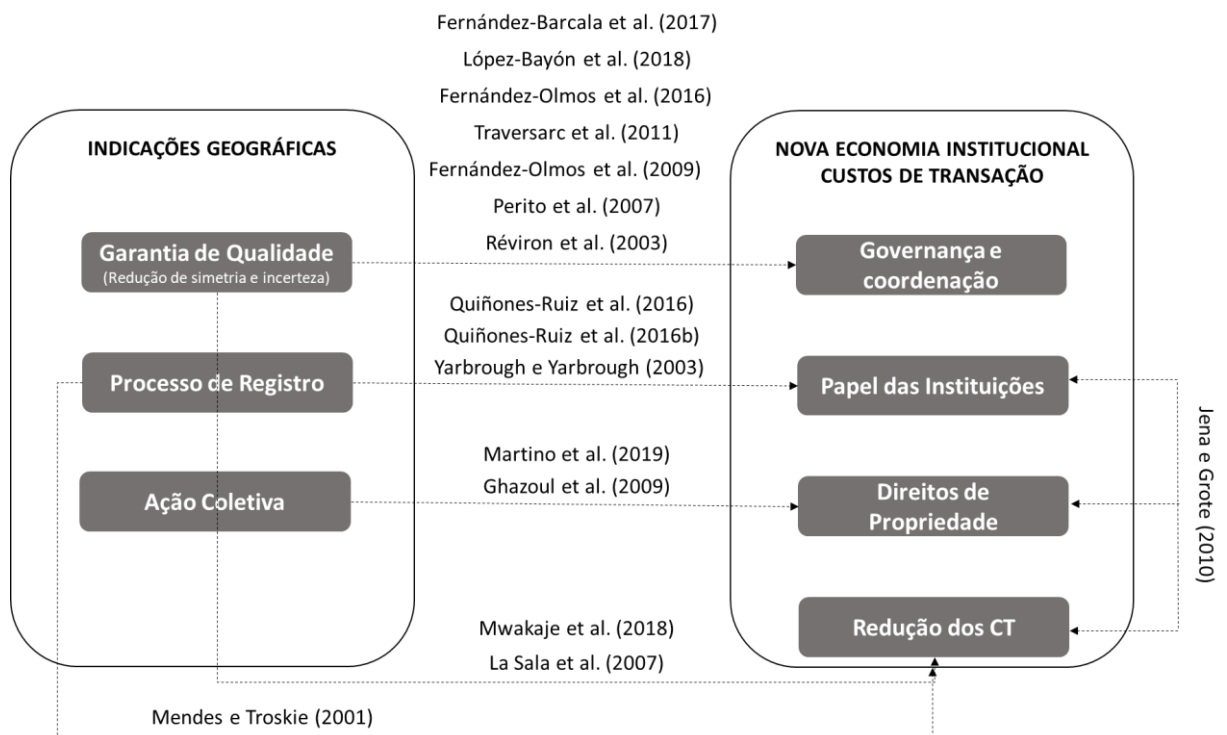 Fernández-Barcala et al. (2017)
López-Bayón et al. (2018)
Fernández-Olmos et al. (2016)
Traversarc et al. (2011)
Fernández-Olmos et al. (2009)
Perito et al. (2007)
Réviron et al. (2003)
INDICAÇÕES GEOGRÁFICAS
Garantia de Qualidade
(Redução de simetria e incerteza)
Processo de Registro
Ação Coletiva
Quiñones-Ruiz et al. (2016)
Quiñones-Ruiz et al. (2016b)
Yarbrough e Yarbrough (2003)
Martino et al. (2019)
Ghazoul et al. (2009)
Mwakaje et al. (2018)
La Sala et al. (2007)
Mendes e Troskie (2001)
NOVA ECONOMIA INSTITUCIONAL
CUSTOS DE TRANSAÇÃO
Governança e
coordenação
Papel das Instituições
Direitos de
Propriedade
Redução dos CT
Jena e Grote (2010)